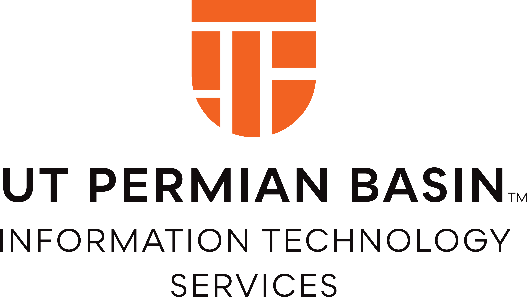 UT PERMIAN BASIN™
INFORMATION TECHNOLOGY
SERVICES